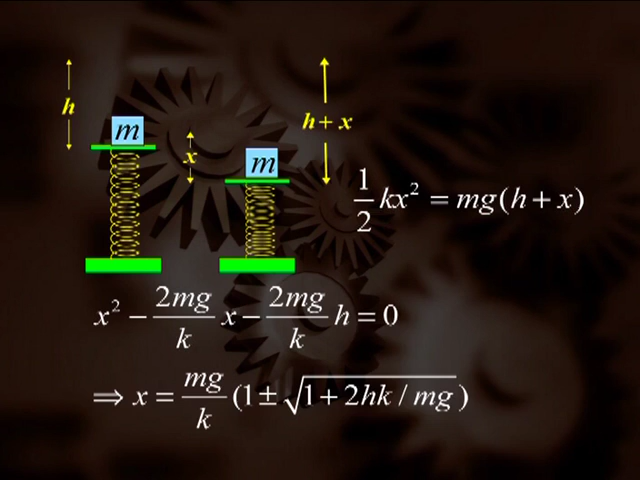 h
m
x
m
h + x
1/2 kx² = mg(h + x)
x² − 2mg/k x − 2mg/k h = 0
⇒ x = mg/k (1 ± √1 + 2hk / mg)